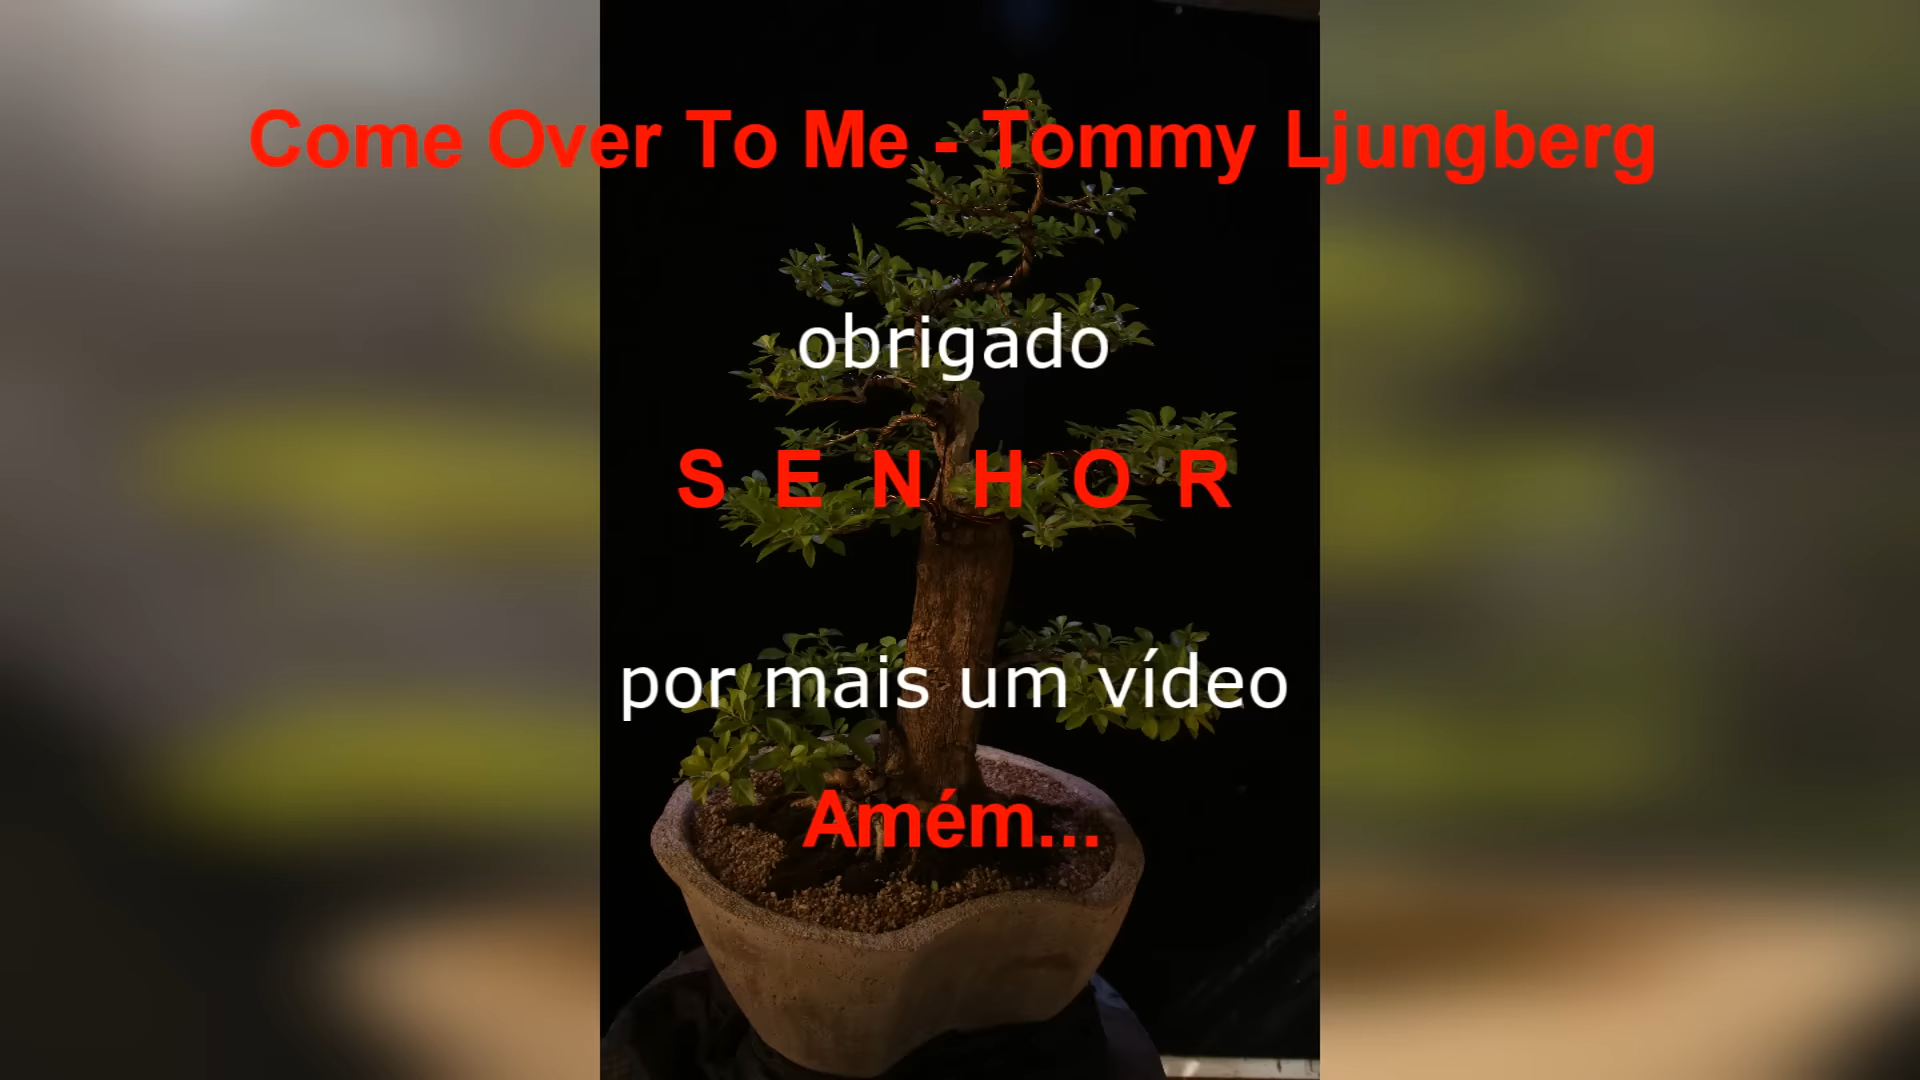 Come Over To Me - Tommy Ljungberg
obrigado
S E N H O R
por mais um vídeo
Amém...